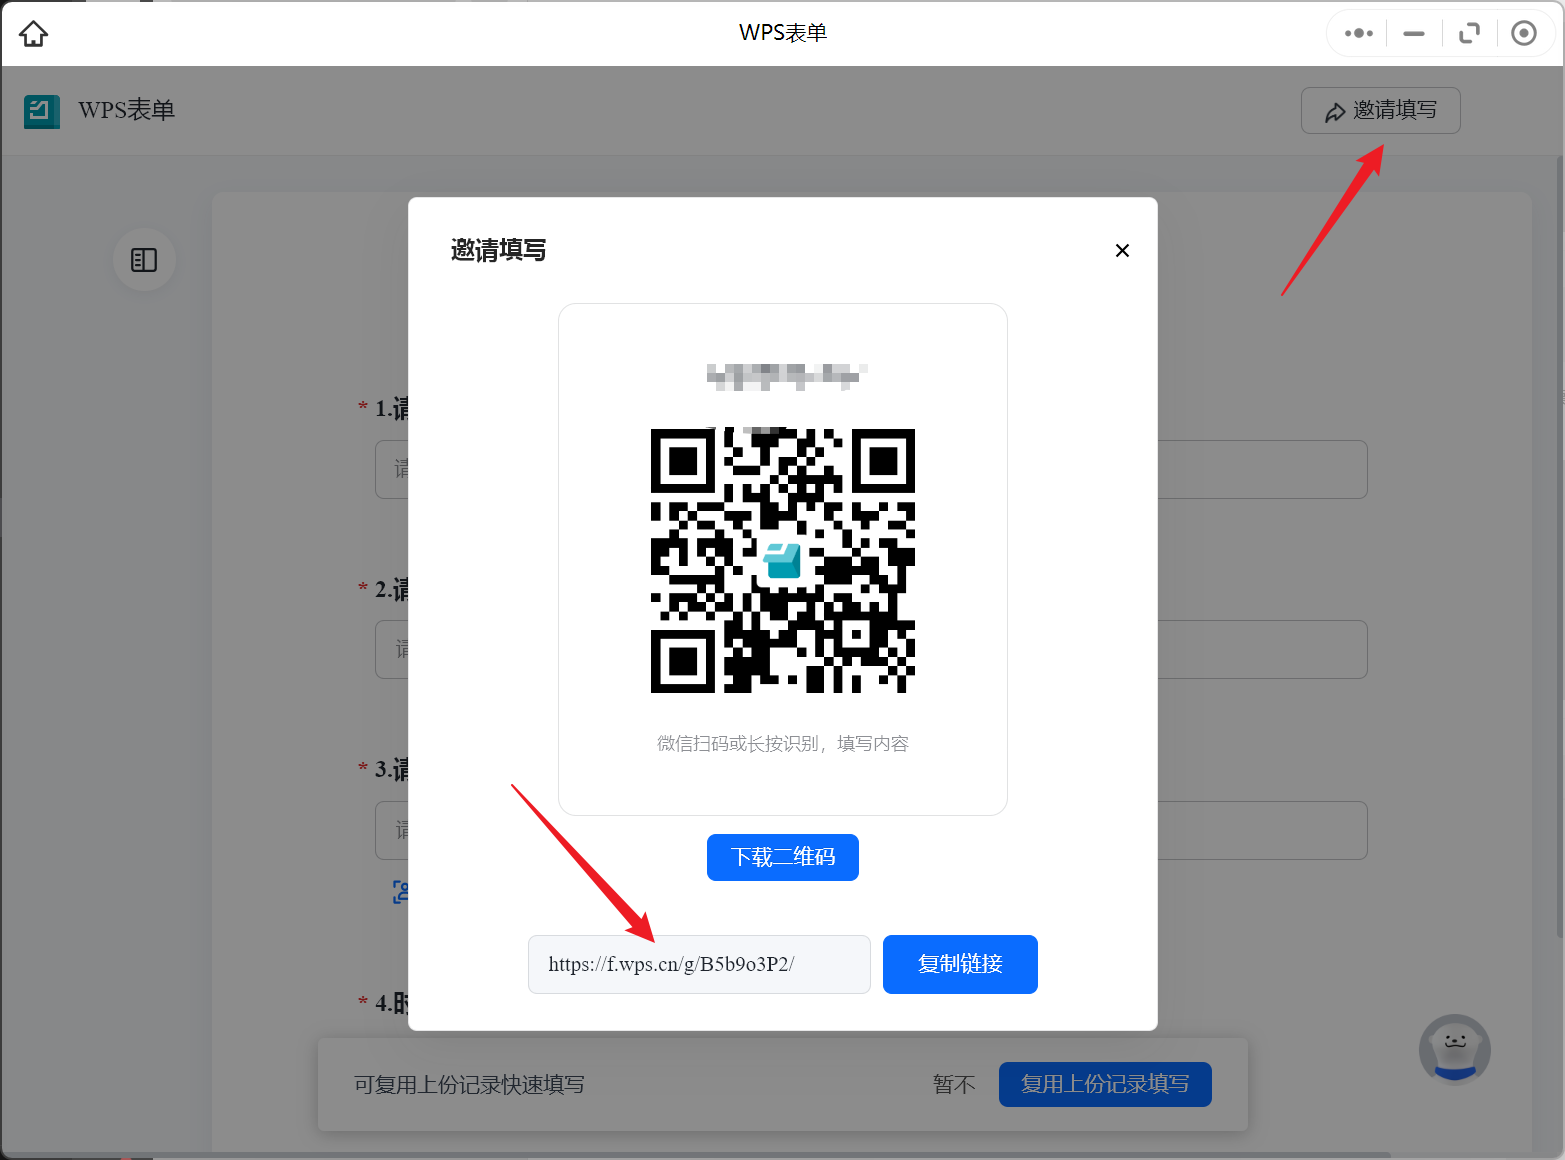 WPS表单
WPS表单
邀请填写
邀请填写
* 1.请
请
* 2.请
请
* 3.请
请
* 4.时
微信扫码或长按识别，填写内容
下载二维码
https://f.wps.cn/g/B5b9o3P2/
复制链接
可复用上份记录快速填写
暂不
复用上份记录填写